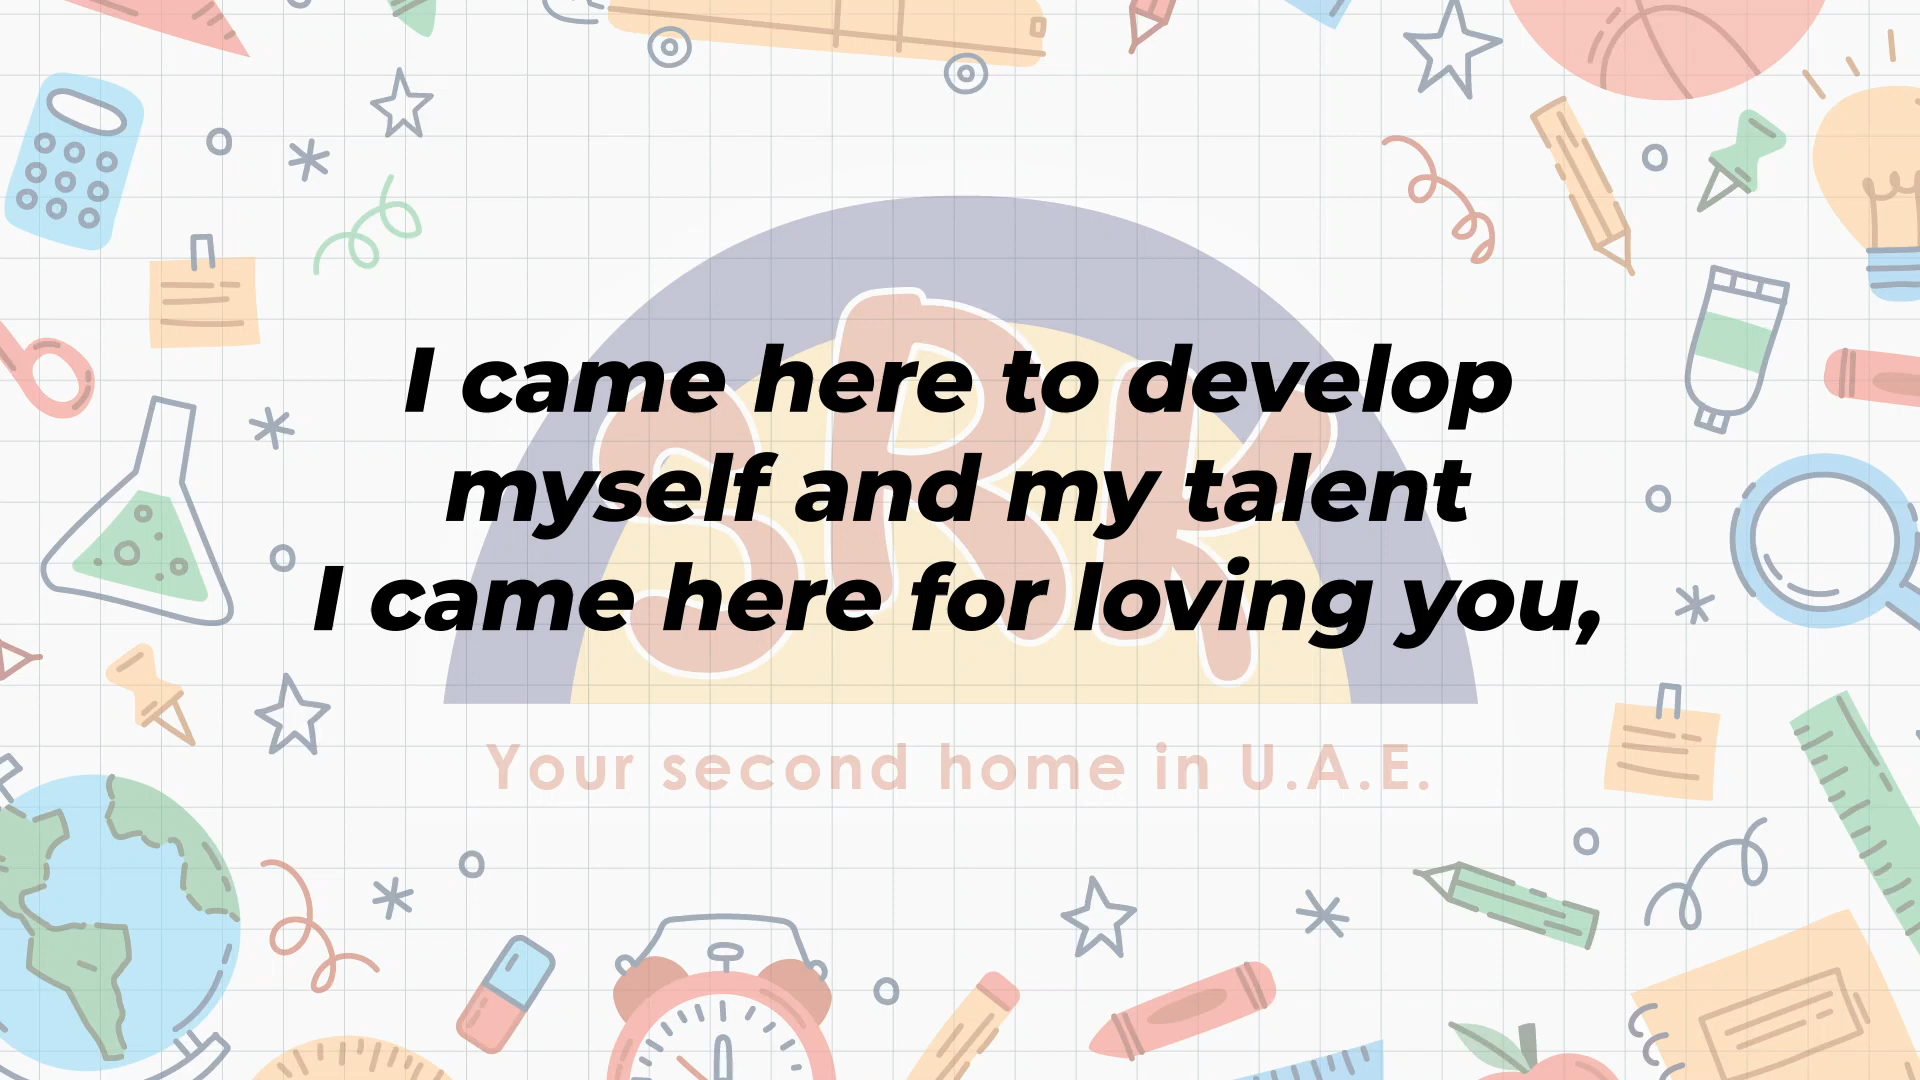 I came here to develop
myself and my talent
I came here for loving you,
SRK
Your second home in U.A.E.